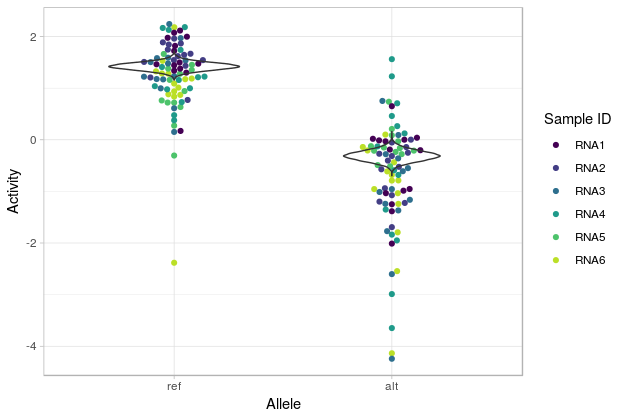 2
0
-2
-4
Activity
ref
alt
Allele
Sample ID
RNA1
RNA2
RNA3
RNA4
RNA5
RNA6